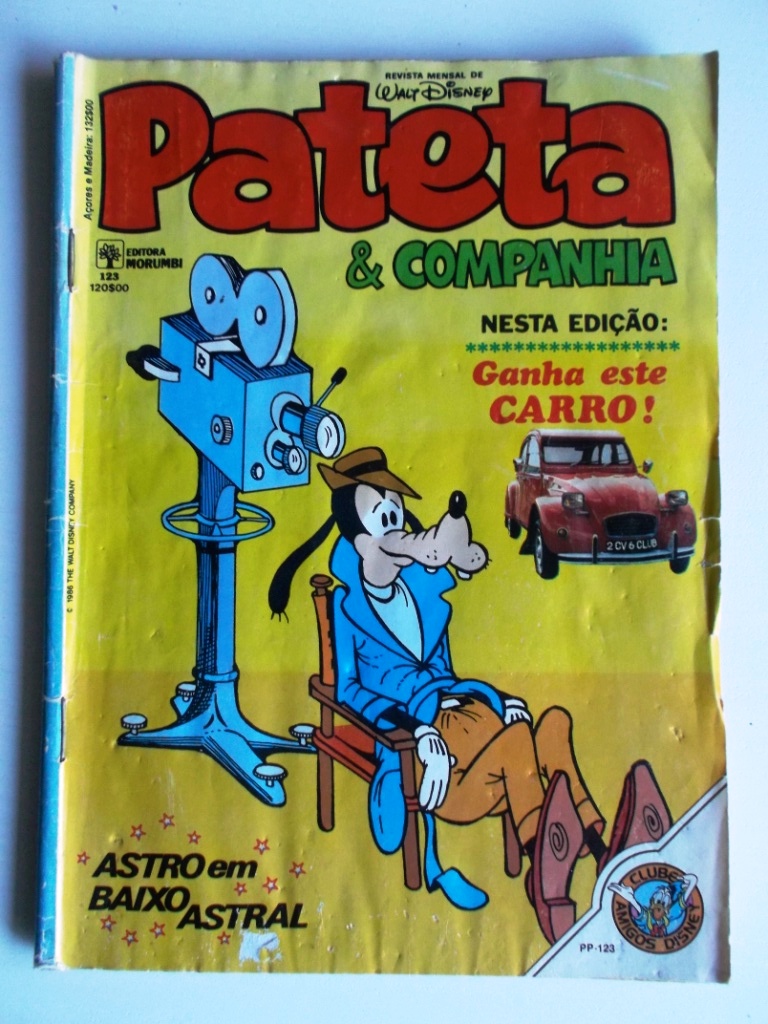 REVISTA MENSAL DE
WALT DISNEY
Pateta
& COMPANHIA
Açores e Madeira: 132$00
EDITORA
MORUMBI
123
120$00
NESTA EDIÇÃO:
******************
Ganha este
CARRO!
2 CV 6 CLUB
© 1986 THE WALT DISNEY COMPANY
ASTRO em
BAIXO
ASTRAL
CLUBE
AMIGOS DISNEY
PP-123